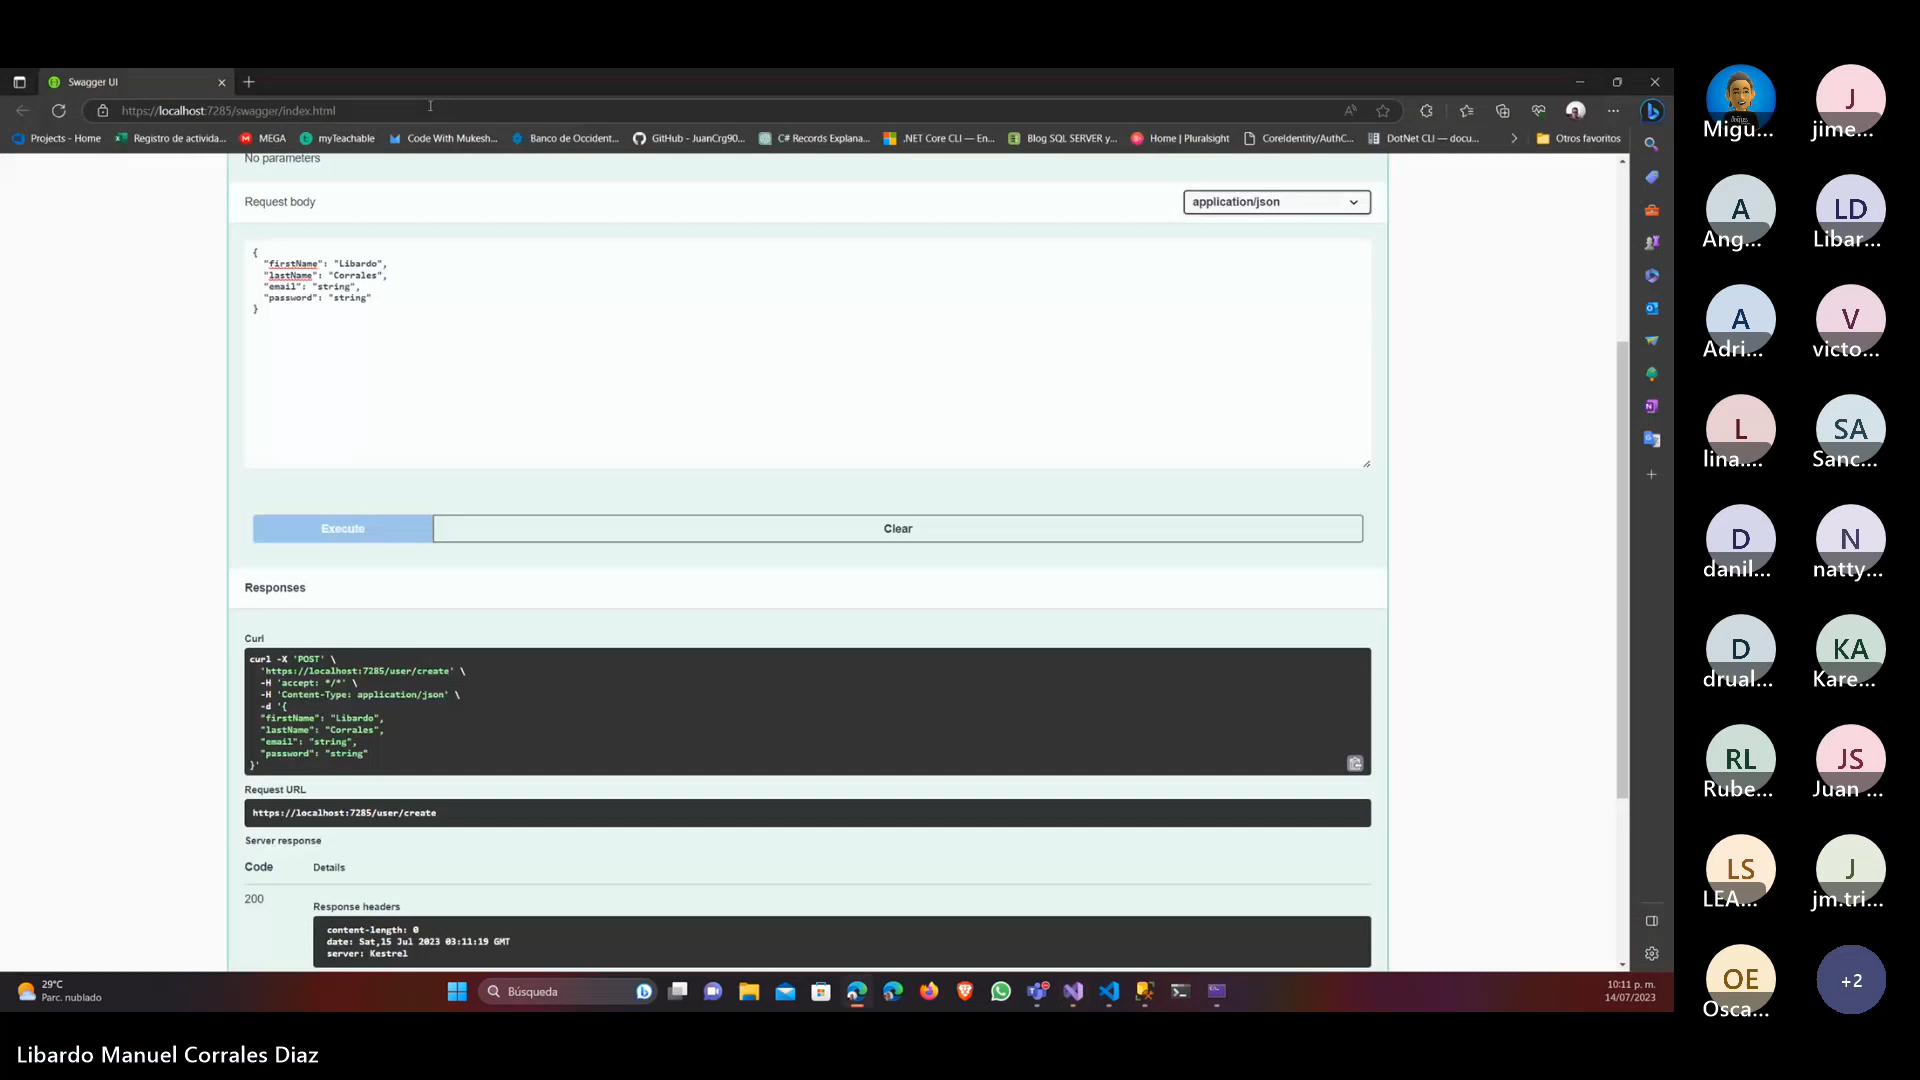 Swagger UI
https://localhost:7285/swagger/index.html
Projects - Home
Registro de activida...
MEGA
myTeachable
Code With Mukesh...
Banco de Occident...
GitHub - JuanCrg90...
C# Records Explana...
.NET Core CLI — En...
Blog SQL SERVER y...
Home | Pluralsight
CoreIdentity/AuthC...
DotNet CLI — docu...
Otros favoritos
No parameters
Request body
application/json
{
"firstName": "Libardo",
"lastName": "Corrales",
"email": "string",
"password": "string"
}
Execute
Clear
Responses
Curl
curl -X 'POST' \
'https://localhost:7285/user/create' \
-H 'accept: */*' \
-H 'Content-Type: application/json' \
-d '{
"firstName": "Libardo",
"lastName": "Corrales",
"email": "string",
"password": "string"
}'
Request URL
https://localhost:7285/user/create
Server response
Code Details
200
Response headers
content-length: 0
date: Sat,15 Jul 2023 03:11:19 GMT
server: Kestrel
29°C
Parc. nublado
Búsqueda
10:11 p. m.
14/07/2023
Migu...
J
jime...
A
Ang...
LD
Libar...
A
Adri...
V
victo...
L
lina....
SA
Sanc...
D
danil...
N
natty...
D
drual...
KA
Kare...
RL
Rube...
JS
Juan ...
LS
LEA...
J
jm.tri...
OE
Osca...
+2
Libardo Manuel Corrales Diaz